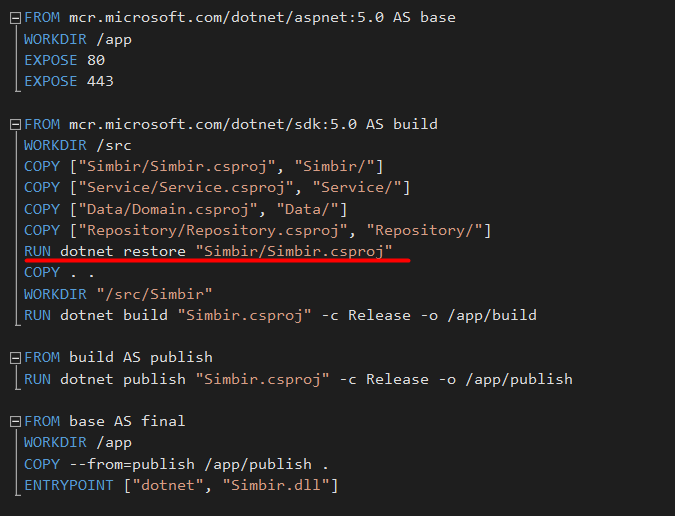 FROM mcr.microsoft.com/dotnet/aspnet:5.0 AS base
WORKDIR /app
EXPOSE 80
EXPOSE 443
FROM mcr.microsoft.com/dotnet/sdk:5.0 AS build
WORKDIR /src
COPY ["Simbir/Simbir.csproj", "Simbir/"]
COPY ["Service/Service.csproj", "Service/"]
COPY ["Data/Domain.csproj", "Data/"]
COPY ["Repository/Repository.csproj", "Repository/"]
RUN dotnet restore "Simbir/Simbir.csproj"
COPY . .
WORKDIR "/src/Simbir"
RUN dotnet build "Simbir.csproj" -c Release -o /app/build
FROM build AS publish
RUN dotnet publish "Simbir.csproj" -c Release -o /app/publish
FROM base AS final
WORKDIR /app
COPY --from=publish /app/publish .
ENTRYPOINT ["dotnet", "Simbir.dll"]